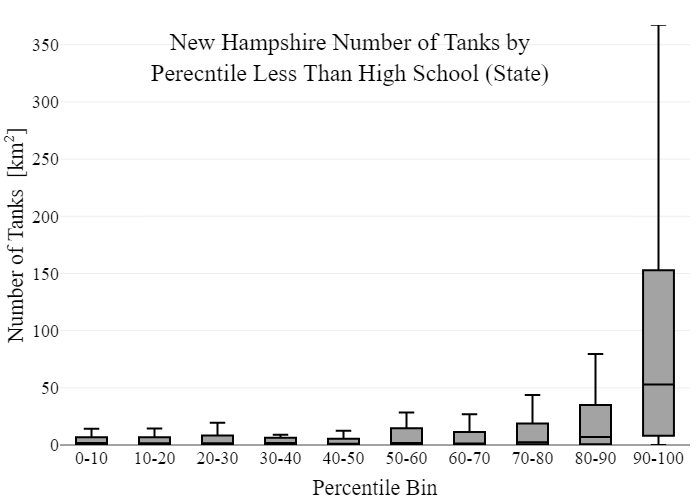 New Hampshire Number of Tanks by
Perecntile Less Than High School (State)
Number of Tanks [km²]
350
300
250
200
150
100
50
0
0-10 10-20 20-30 30-40 40-50 50-60 60-70 70-80 80-90 90-100
Percentile Bin